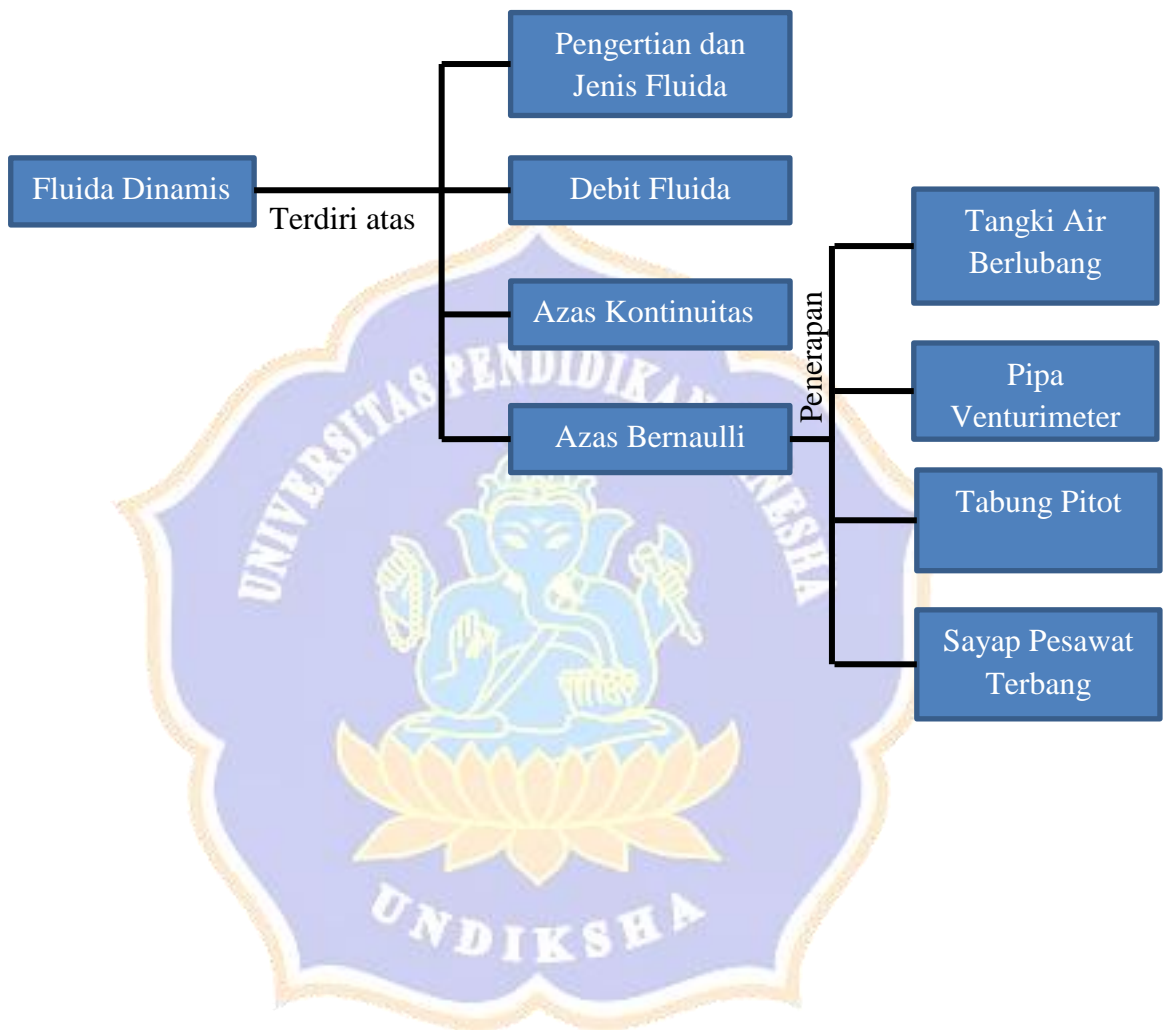 Pengertian dan
Jenis Fluida
Fluida Dinamis
Terdiri atas
Debit Fluida
Azas Kontinuitas
Azas Bernaulli
Penerapan
Tangki Air
Berlubang
Pipa
Venturimeter
Tabung Pitot
Sayap Pesawat
Terbang
UNIVERSITAS PENDIDIKAN
UNDIKSHA